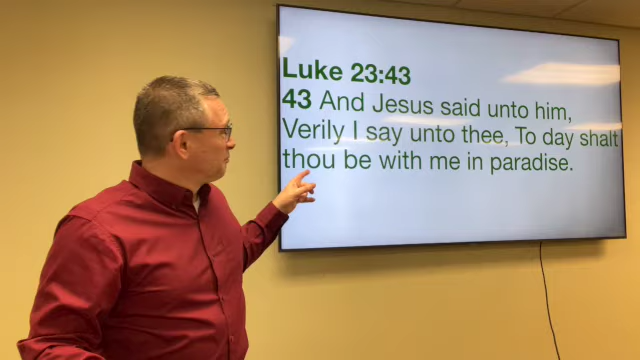 Luke 23:43
43 And Jesus said unto him,
Verily I say unto thee, To day shalt
thou be with me in paradise.